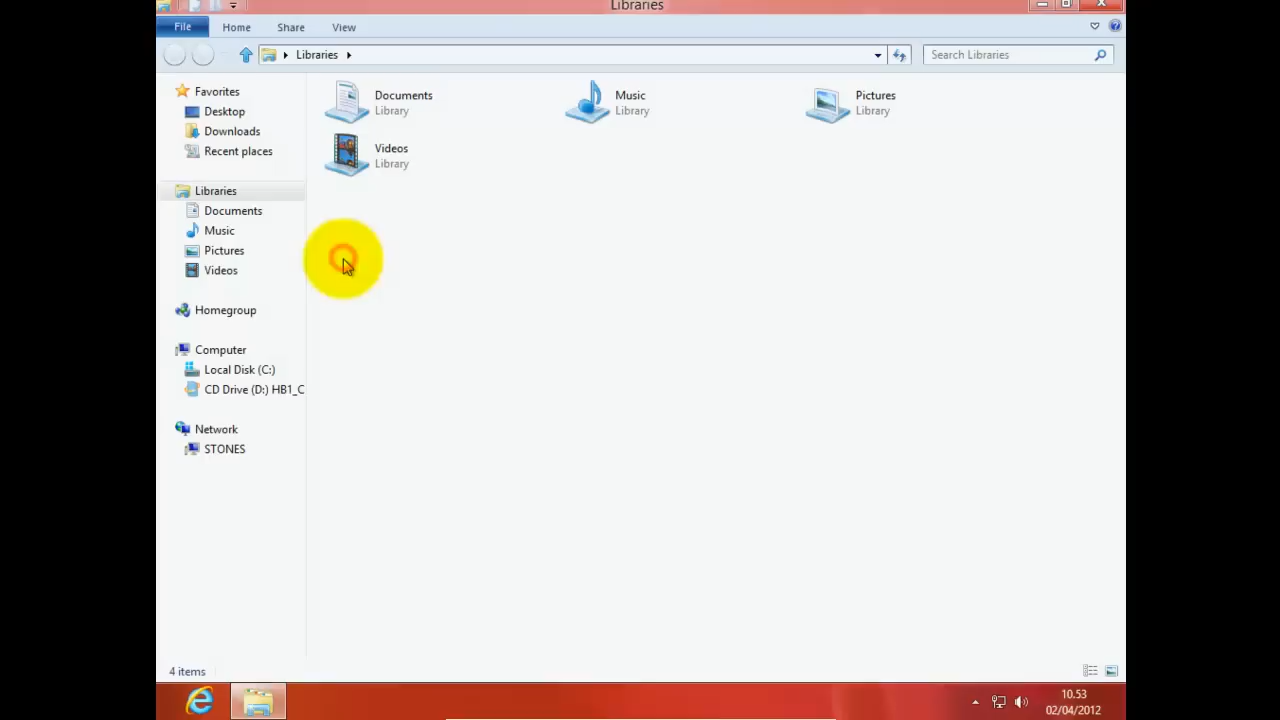 Libraries
File Home Share View
Libraries
Search Libraries
Favorites
Desktop
Downloads
Recent places
Libraries
Documents
Music
Pictures
Videos
Homegroup
Computer
Local Disk (C:)
CD Drive (D:) HB1_C
Network
STONES
Documents
Library
Music
Library
Pictures
Library
Videos
Library
4 items
10.53
02/04/2012